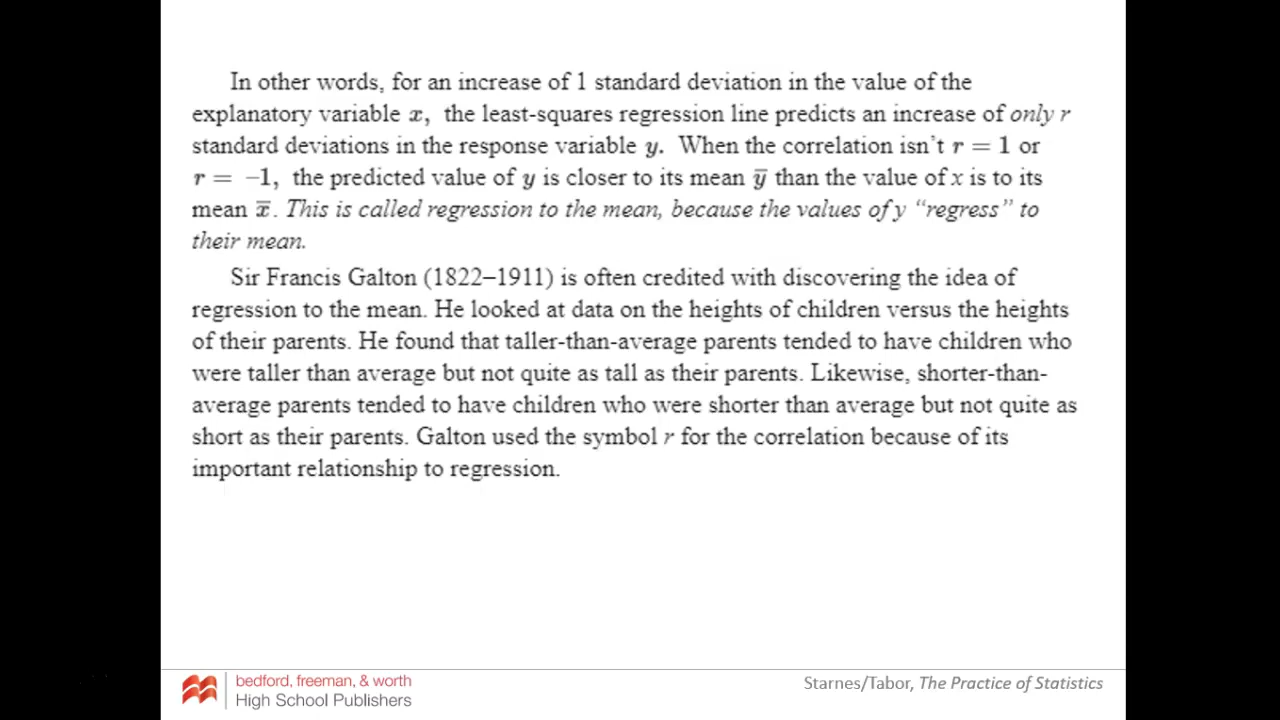 In other words, for an increase of 1 standard deviation in the value of the
explanatory variable x, the least-squares regression line predicts an increase of only r
standard deviations in the response variable y. When the correlation isn't r = 1 or
r = −1, the predicted value of y is closer to its mean y̅ than the value of x is to its
mean x̅. This is called regression to the mean, because the values of y “regress” to
their mean.
Sir Francis Galton (1822–1911) is often credited with discovering the idea of
regression to the mean. He looked at data on the heights of children versus the heights
of their parents. He found that taller-than-average parents tended to have children who
were taller than average but not quite as tall as their parents. Likewise, shorter-than-
average parents tended to have children who were shorter than average but not quite as
short as their parents. Galton used the symbol r for the correlation because of its
important relationship to regression.
bedford, freeman, & worth
High School Publishers
Starnes/Tabor, The Practice of Statistics